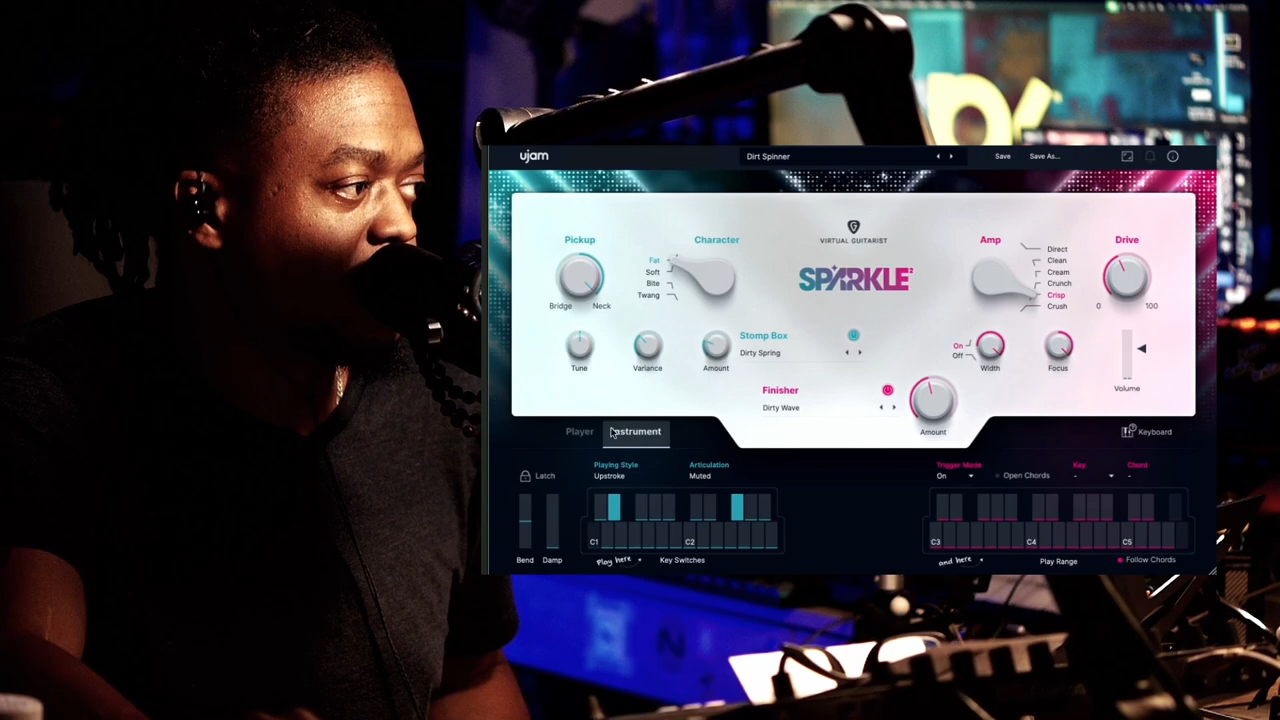 ujam
Dirt Spinner
Save
Save As...
VIRTUAL GUITARIST
SPARKLE²
Pickup
Bridge
Neck
Character
Fat
Soft
Bite
Twang
Amp
Direct
Clean
Cream
Crunch
Crisp
Crush
Drive
0
100
Tune
Variance
Amount
Stomp Box
Dirty Spring
On
Off
Width
Focus
Volume
Finisher
Dirty Wave
Amount
Player
Instrument
Keyboard
Latch
Playing Style
Upstroke
Articulation
Muted
Trigger Mode
On
Open Chords
Key
-
Chord
-
C1
C2
C3
C4
C5
Bend
Damp
Play here
Key Switches
and here
Play Range
Follow Chords